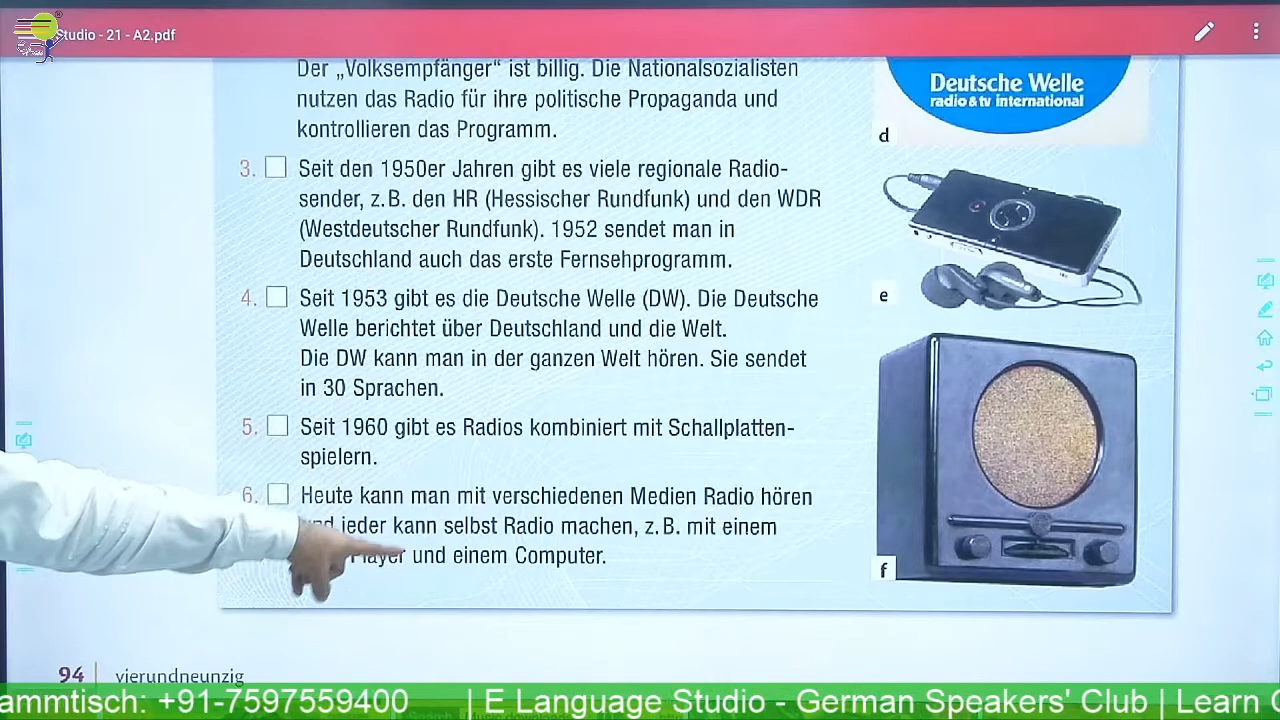 Studio - 21 - A2.pdf
Der „Volksempfänger“ ist billig. Die Nationalsozialisten
nutzen das Radio für ihre politische Propaganda und
kontrollieren das Programm.
Deutsche Welle
radio & tv international
d
3. Seit den 1950er Jahren gibt es viele regionale Radio-
sender, z. B. den HR (Hessischer Rundfunk) und den WDR
(Westdeutscher Rundfunk). 1952 sendet man in
Deutschland auch das erste Fernsehprogramm.
e
4. Seit 1953 gibt es die Deutsche Welle (DW). Die Deutsche
Welle berichtet über Deutschland und die Welt.
Die DW kann man in der ganzen Welt hören. Sie sendet
in 30 Sprachen.
5. Seit 1960 gibt es Radios kombiniert mit Schallplatten-
spielern.
6. Heute kann man mit verschiedenen Medien Radio hören
und jeder kann selbst Radio machen, z. B. mit einem
Player und einem Computer.
f
94 | vierundneunzig
ammtisch: +91-7597559400 | E Language Studio - German Speakers' Club | Learn